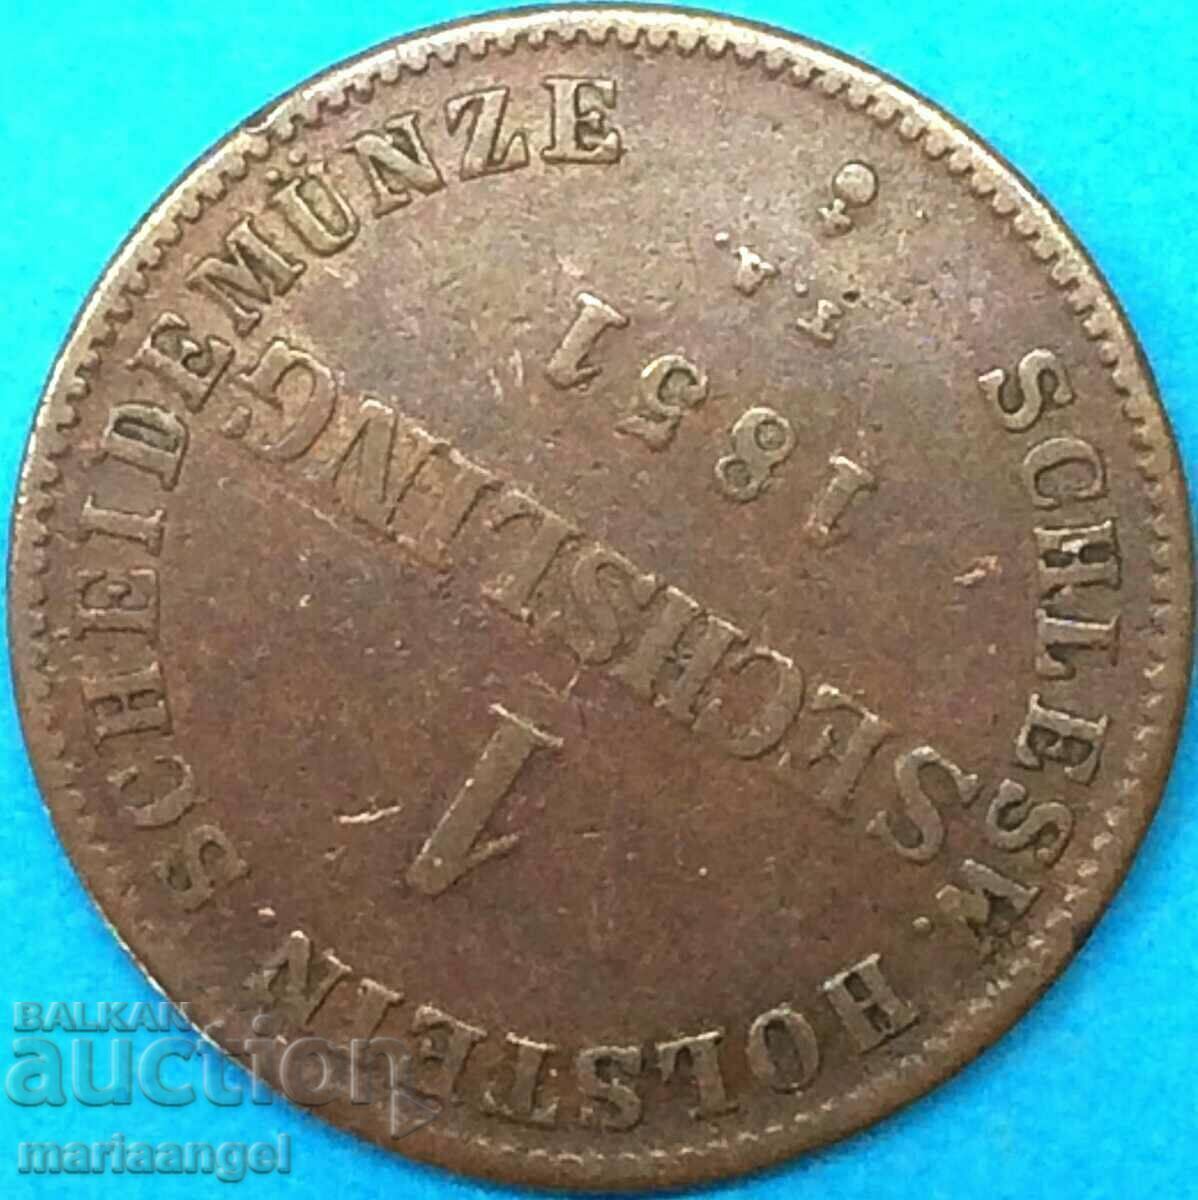 SCHLESW. HOLSTEIN. SCHEIDEMÜNZE
1
SECHSLING.
1851
BALKAN
auction
mariaangel